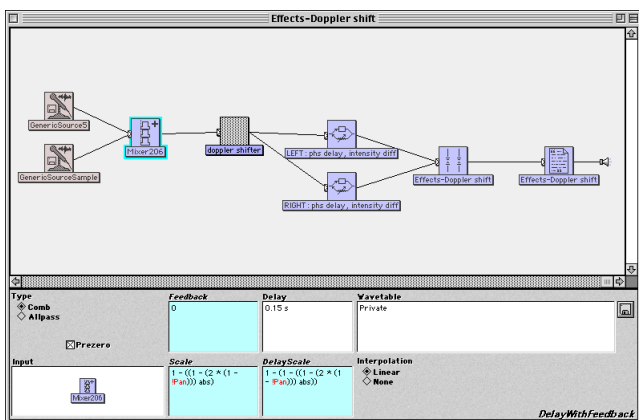 Effects-Doppler shift
GenericSource5
GenericSourceSample
Mixer206
doppler shifter
LEFT : phs delay , intensity diff
RIGHT : phs delay , intensity diff
Effects-Doppler shift
Effects-Doppler shift
Type
Comb
Allpass
Prezero
Feedback
0
Delay
0.15 s
Wavetable
Private
Input
Mixer206
Scale
1 - ((1 - (2 * (1 -
!Pan))) abs)
DelayScale
1 - (1 - ((1 - (2 * (1
- !Pan))) abs))
Interpolation
Linear
None
DelayWithFeedback